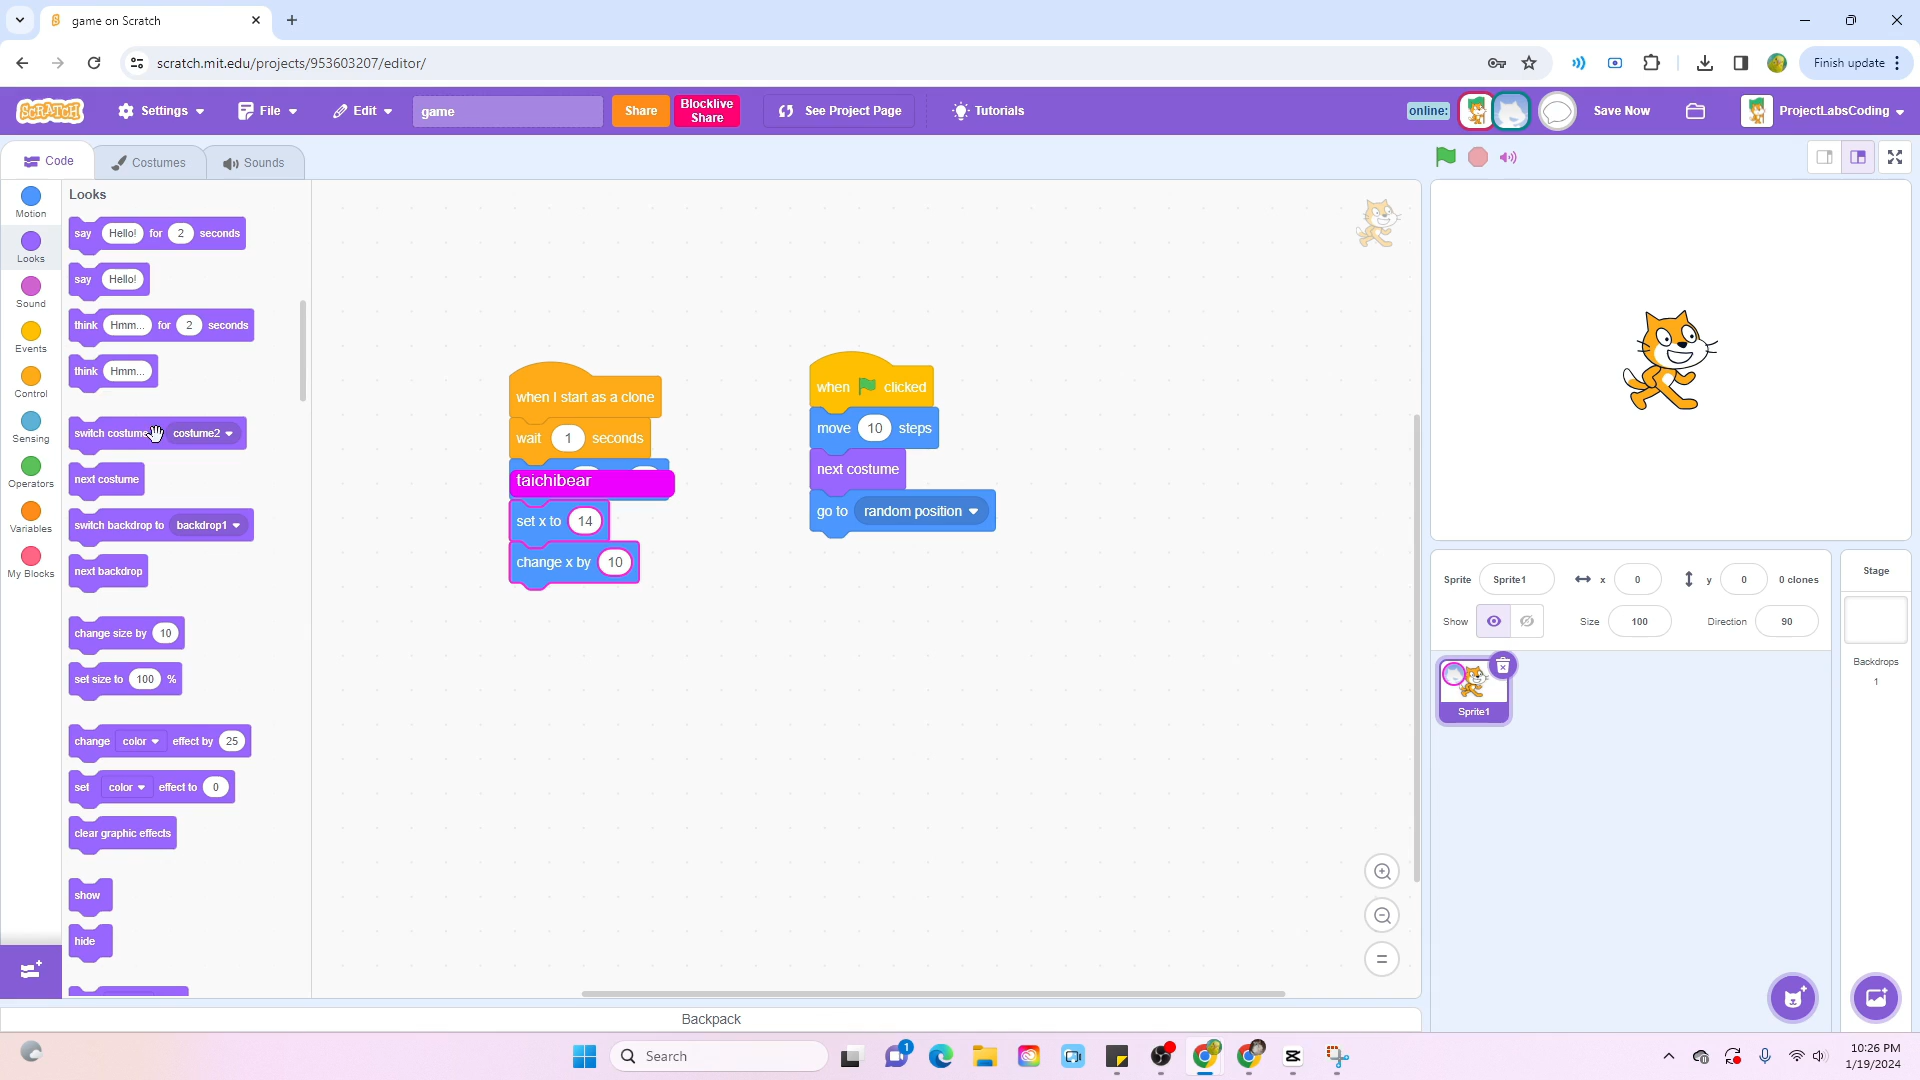 game on Scratch
scratch.mit.edu/projects/953603207/editor/
Finish update
SCRATCH
Settings
File
Edit
game
Share
Blocklive
Share
See Project Page
Tutorials
online:
Save Now
ProjectLabsCoding
Code
Costumes
Sounds
Motion
Looks
Sound
Events
Control
Sensing
Operators
Variables
My Blocks
Looks
say Hello! for 2 seconds
say Hello!
think Hmm... for 2 seconds
think Hmm...
switch costume costume2
next costume
switch backdrop to backdrop1
next backdrop
change size by 10
set size to 100 %
change color effect by 25
set color effect to 0
clear graphic effects
show
hide
when I start as a clone
wait 1 seconds
taichibear
set x to 14
change x by 10
when clicked
move 10 steps
next costume
go to random position
Sprite Sprite1 x 0 y 0 0 clones
Show Size 100 Direction 90
Sprite1
Stage
Backdrops
1
Backpack
Search
1
10:26 PM
1/19/2024